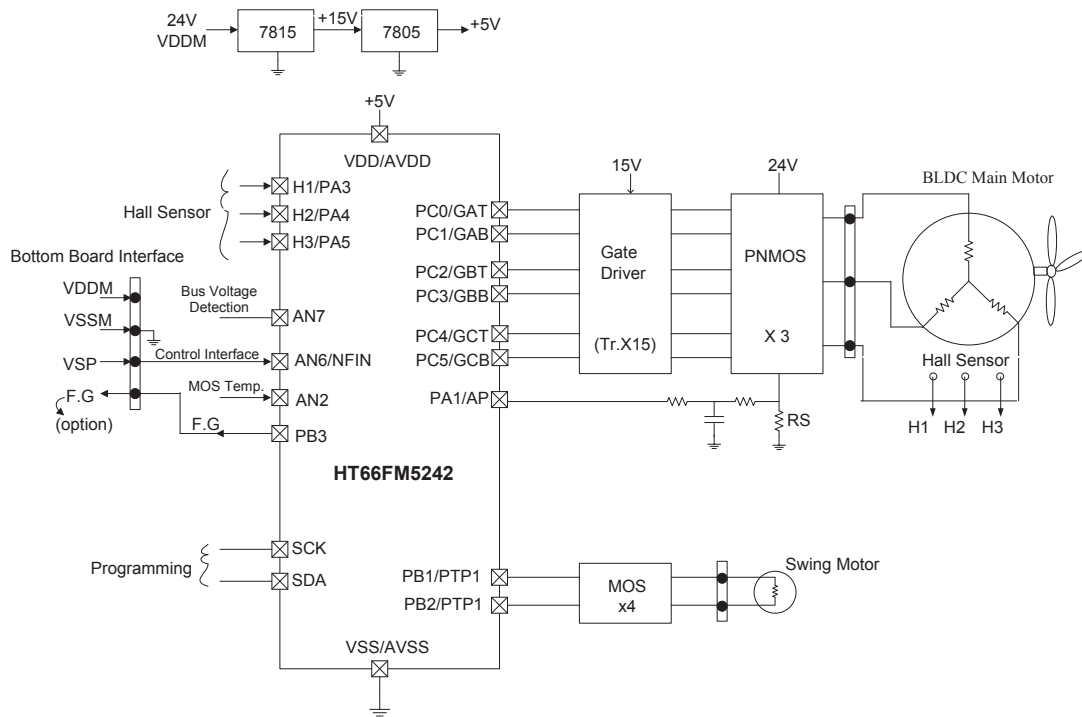 24V
VDDM
7815
+15V
7805
+5V
+5V
VDD/AVDD
Hall Sensor
H1/PA3
H2/PA4
H3/PA5
Bottom Board Interface
VDDM
VSSM
VSP
F.G
(option)
Bus Voltage
Detection
AN7
Control Interface
AN6/NFIN
MOS Temp.
AN2
F.G
PB3
HT66FM5242
Programming
SCK
SDA
VSS/AVSS
PC0/GAT
PC1/GAB
PC2/GBT
PC3/GBB
PC4/GCT
PC5/GCB
PA1/AP
PB1/PTP1
PB2/PTP1
15V
Gate
Driver
(Tr.X15)
24V
PNMOS
X 3
RS
BLDC Main Motor
Hall Sensor
H1
H2
H3
MOS
x4
Swing Motor